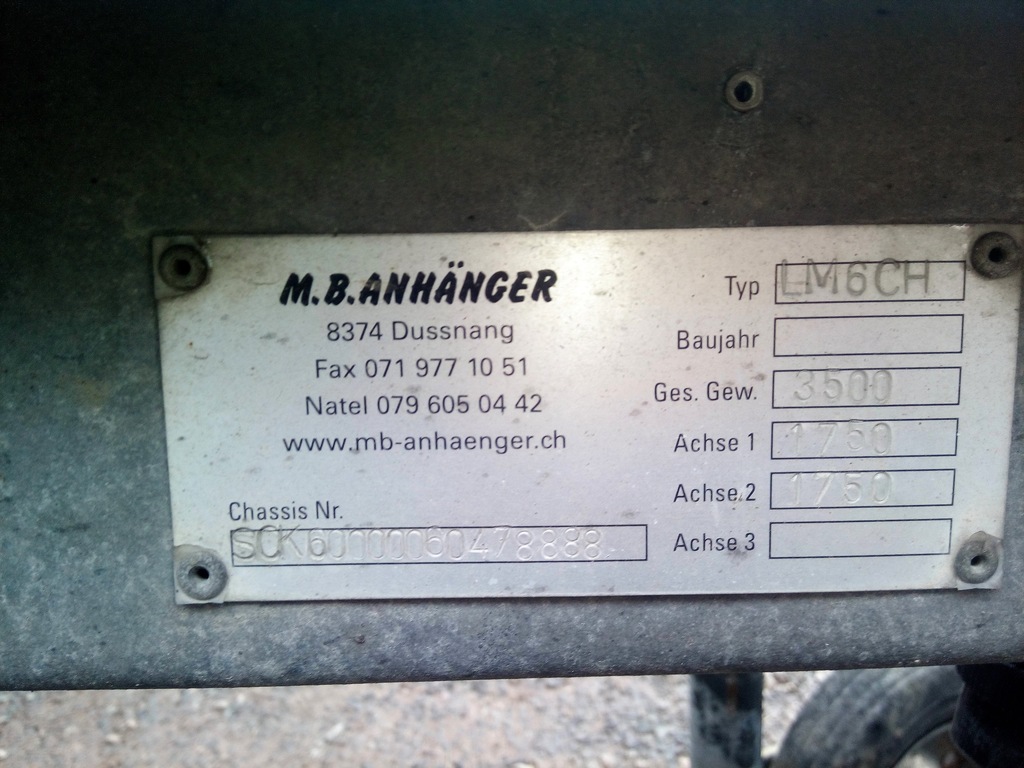 M.B.ANHÄNGER
8374 Dussnang
Fax 071 977 10 51
Natel 079 605 04 42
www.mb-anhaenger.ch
Chassis Nr.
Typ LM6CH
Baujahr
Ges. Gew. 3500
Achse 1 1750
Achse 2 1750
Achse 3